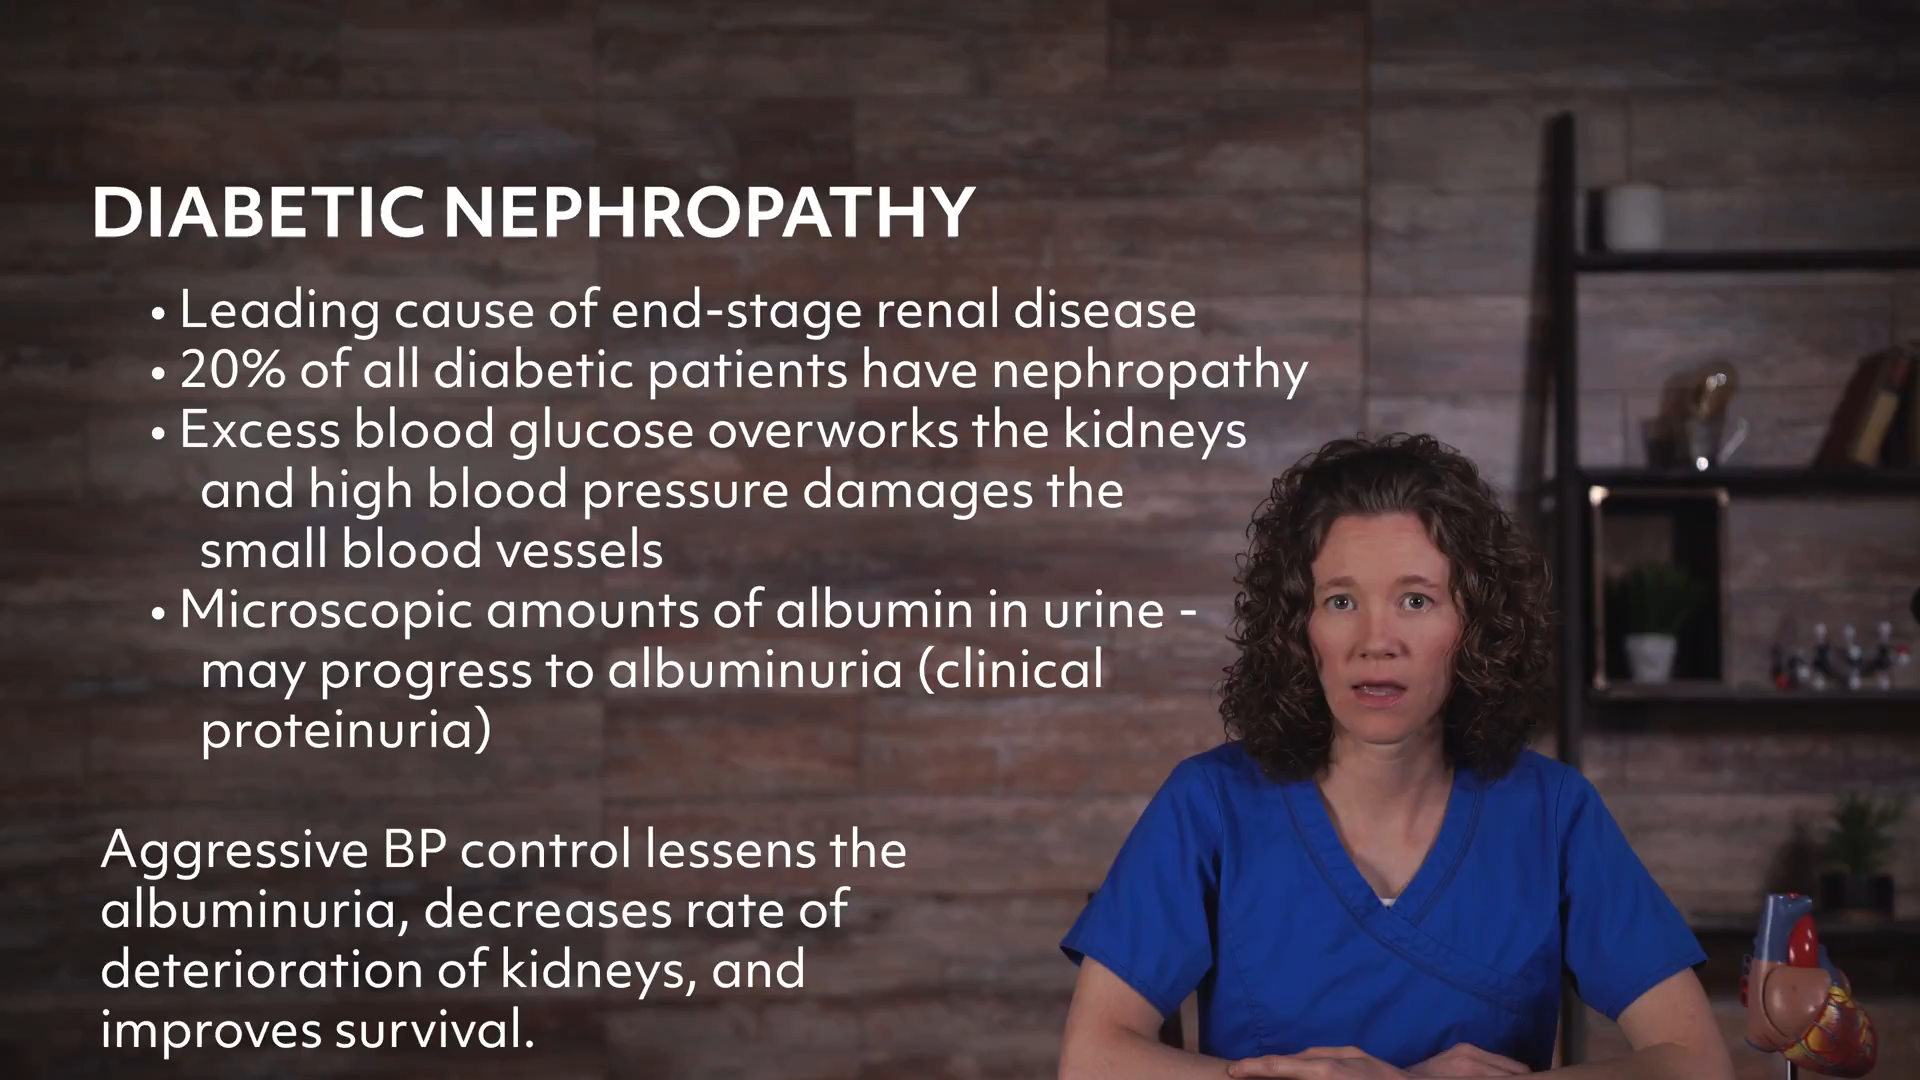 DIABETIC NEPHROPATHY
• Leading cause of end-stage renal disease
• 20% of all diabetic patients have nephropathy
• Excess blood glucose overworks the kidneys
and high blood pressure damages the
small blood vessels
• Microscopic amounts of albumin in urine -
may progress to albuminuria (clinical
proteinuria)
Aggressive BP control lessens the
albuminuria, decreases rate of
deterioration of kidneys, and
improves survival.